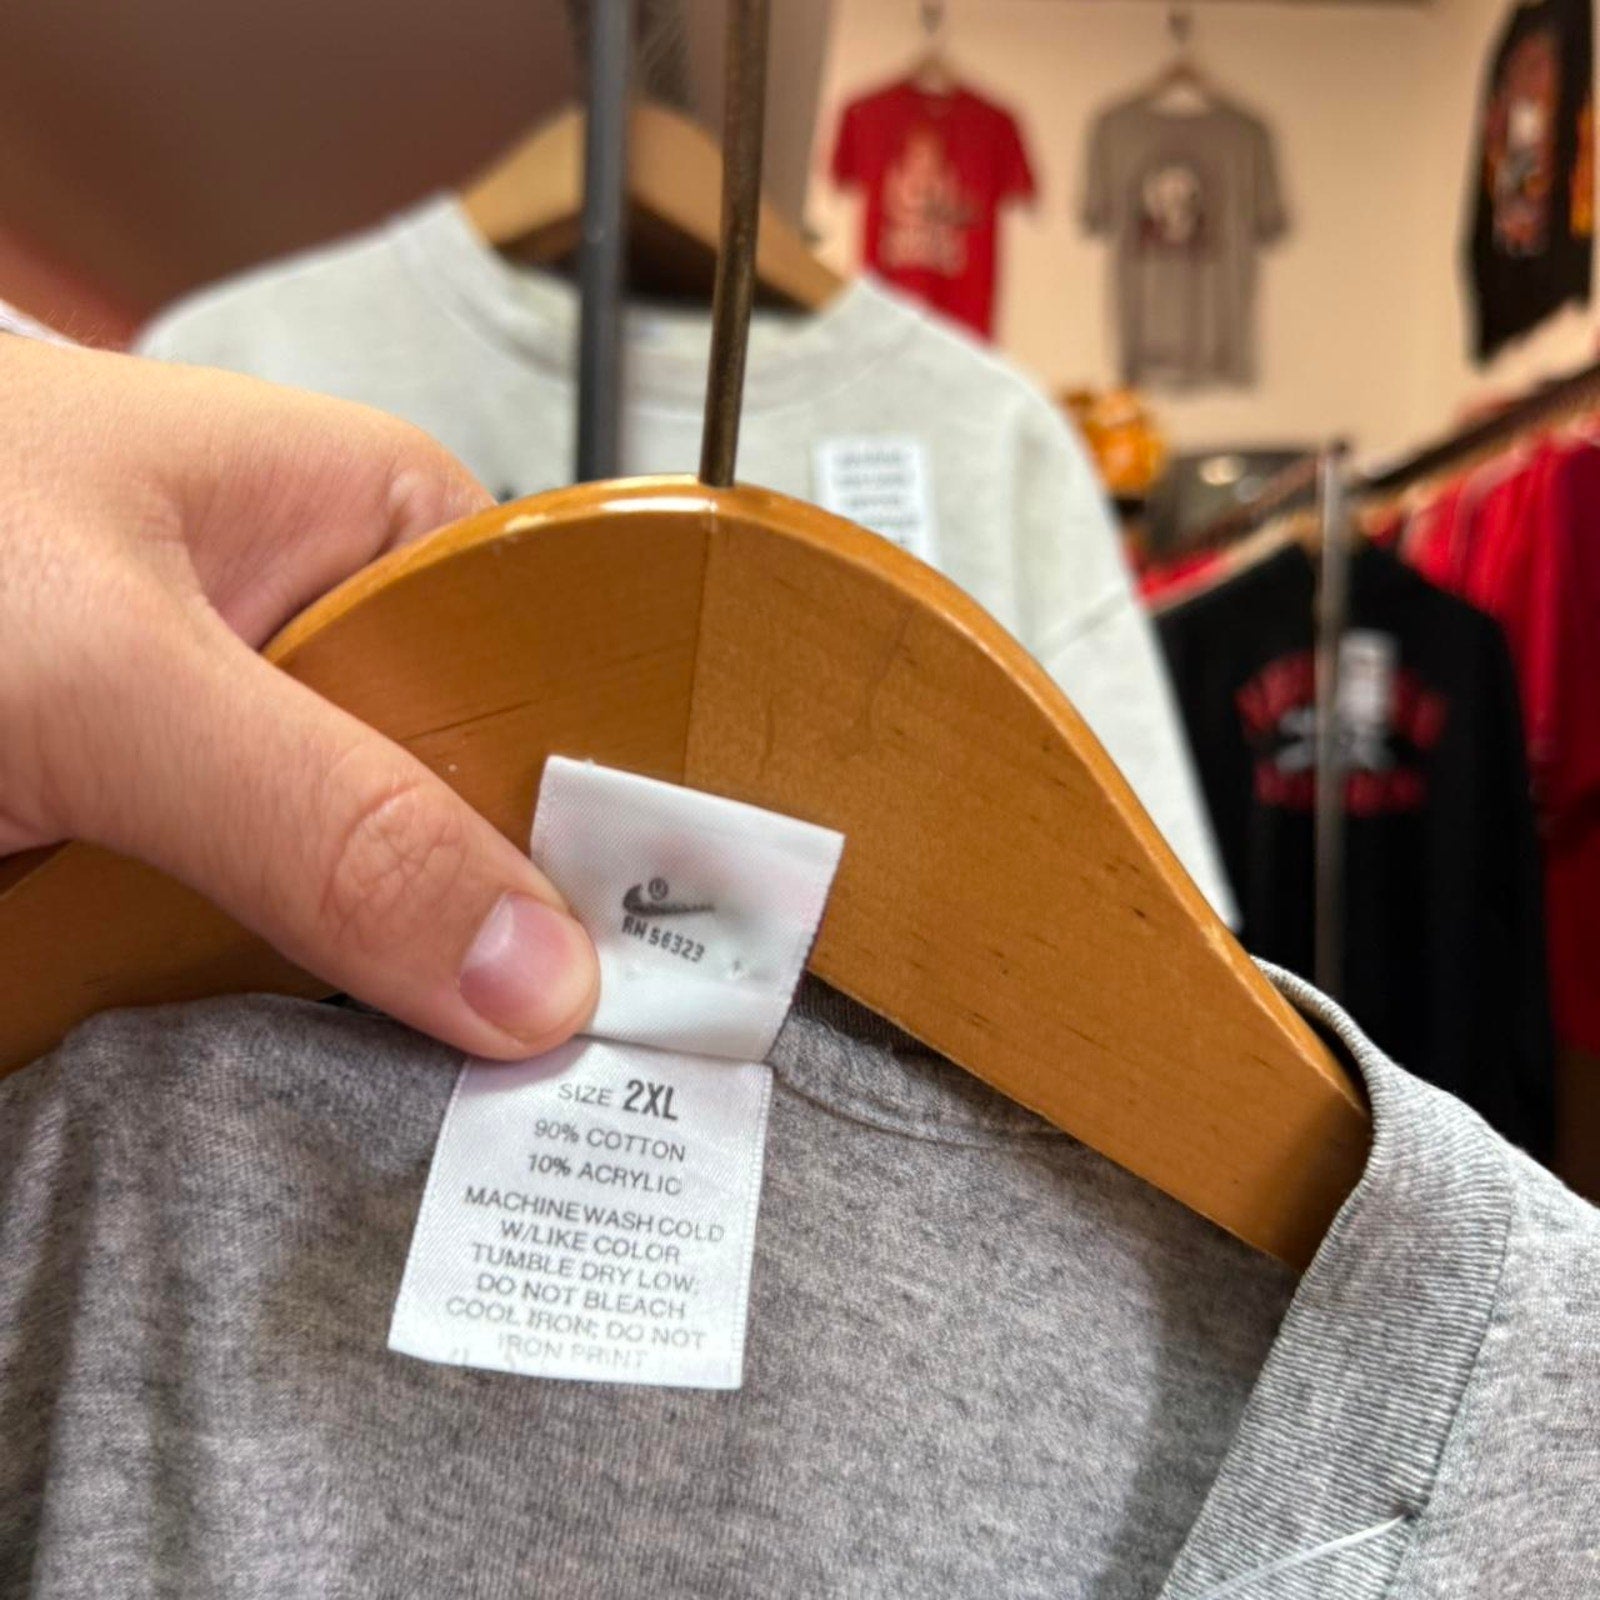 ®
RN 56323
SIZE 2XL
90% COTTON
10% ACRYLIC
MACHINE WASH COLD
W/LIKE COLOR
TUMBLE DRY LOW;
DO NOT BLEACH
COOL IRON; DO NOT
IRON PRINT